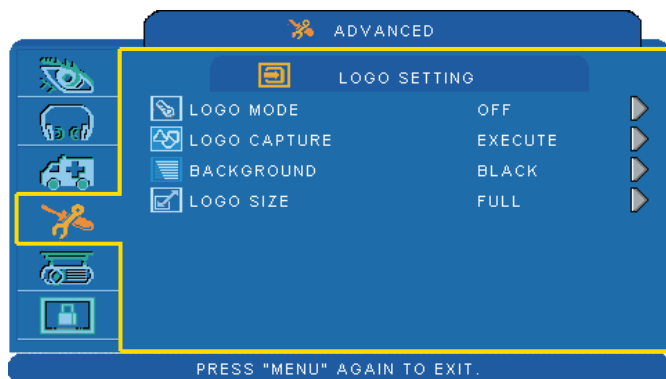 ADVANCED
LOGO SETTING
LOGO MODE OFF
LOGO CAPTURE EXECUTE
BACKGROUND BLACK
LOGO SIZE FULL
PRESS "MENU" AGAIN TO EXIT.